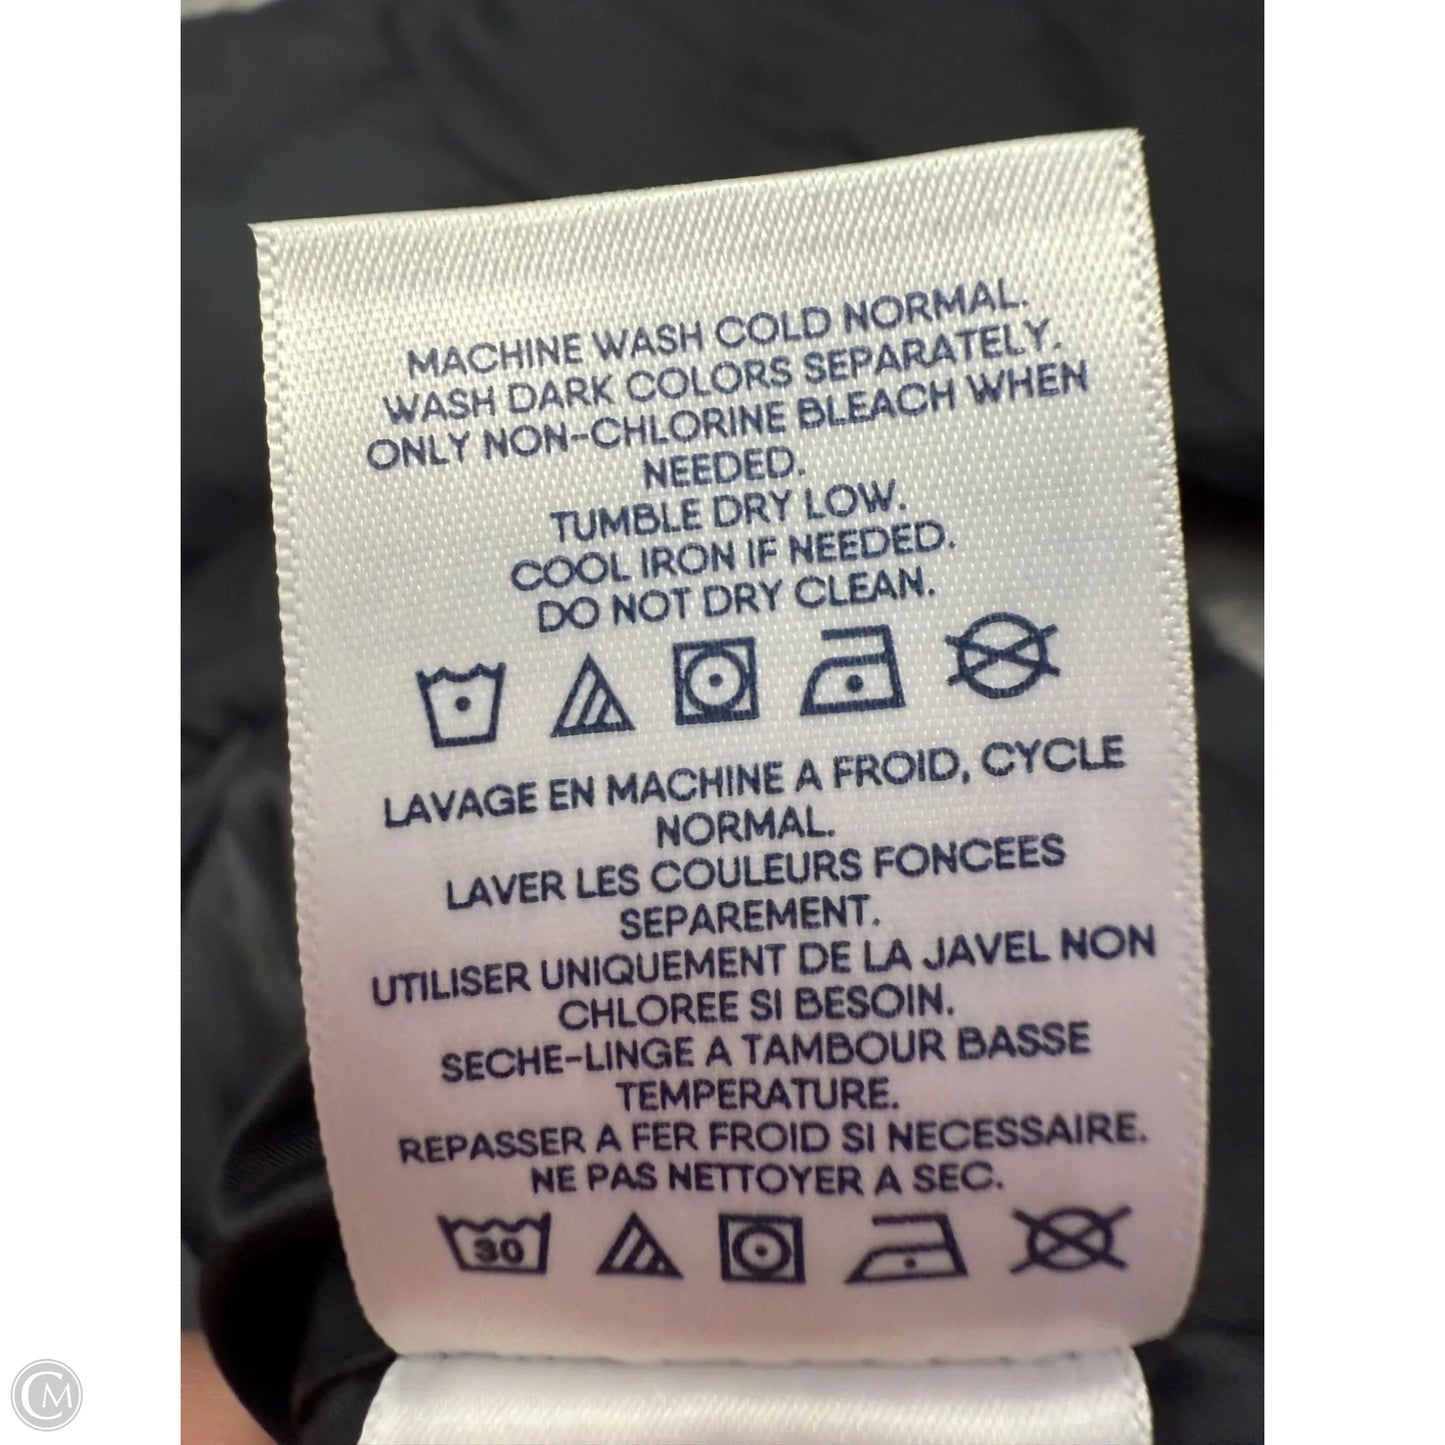 MACHINE WASH COLD NORMAL.
WASH DARK COLORS SEPARATELY.
ONLY NON-CHLORINE BLEACH WHEN
NEEDED.
TUMBLE DRY LOW.
COOL IRON IF NEEDED.
DO NOT DRY CLEAN.
LAVAGE EN MACHINE A FROID, CYCLE
NORMAL.
LAVER LES COULEURS FONCEES
SEPAREMENT.
UTILISER UNIQUEMENT DE LA JAVEL NON
CHLOREE SI BESOIN.
SECHE-LINGE A TAMBOUR BASSE
TEMPERATURE.
REPASSER A FER FROID SI NECESSAIRE.
NE PAS NETTOYER A SEC.
30
CM